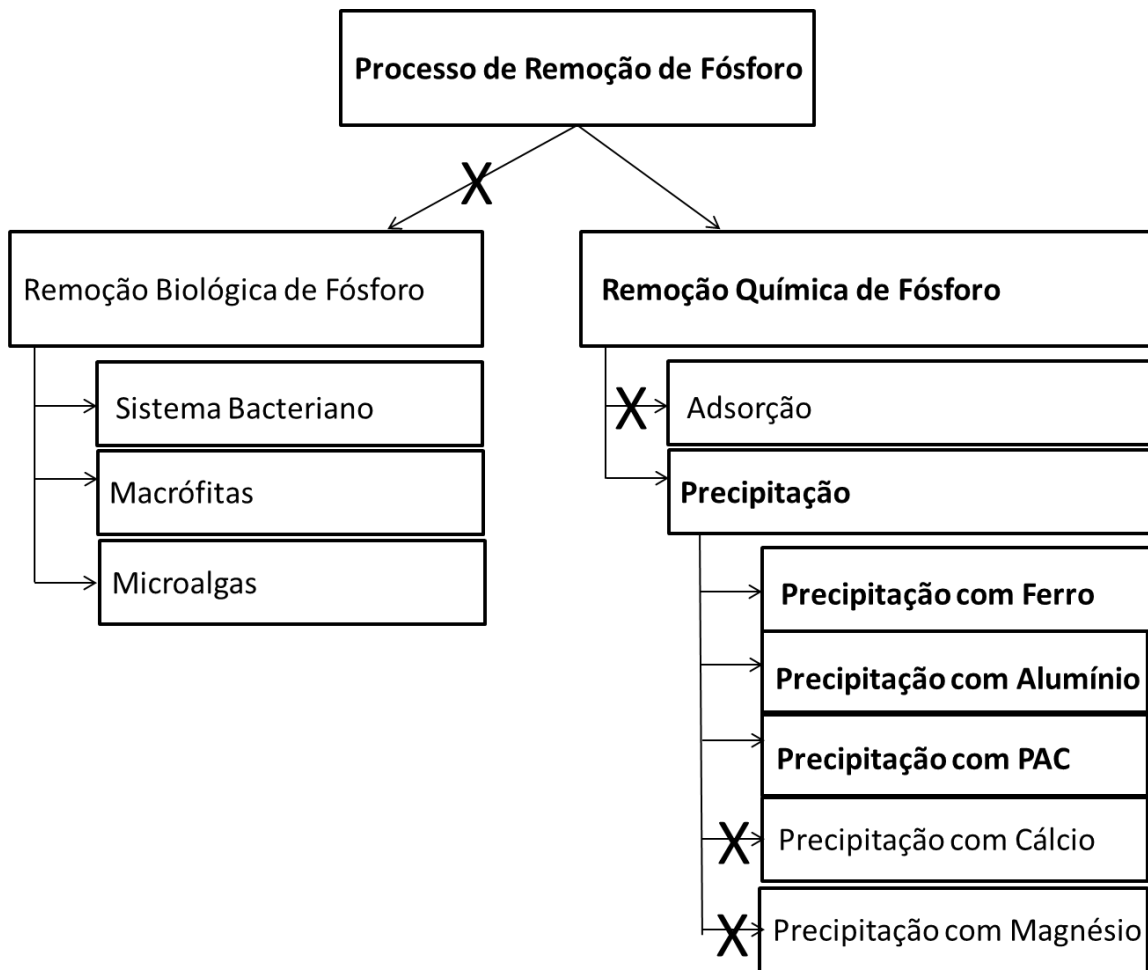 Processo de Remoção de Fósforo
X
Remoção Biológica de Fósforo
Sistema Bacteriano
Macrófitas
Microalgas
Remoção Química de Fósforo
X
Adsorção
Precipitação
Precipitação com Ferro
Precipitação com Alumínio
Precipitação com PAC
X
Precipitação com Cálcio
X
Precipitação com Magnésio